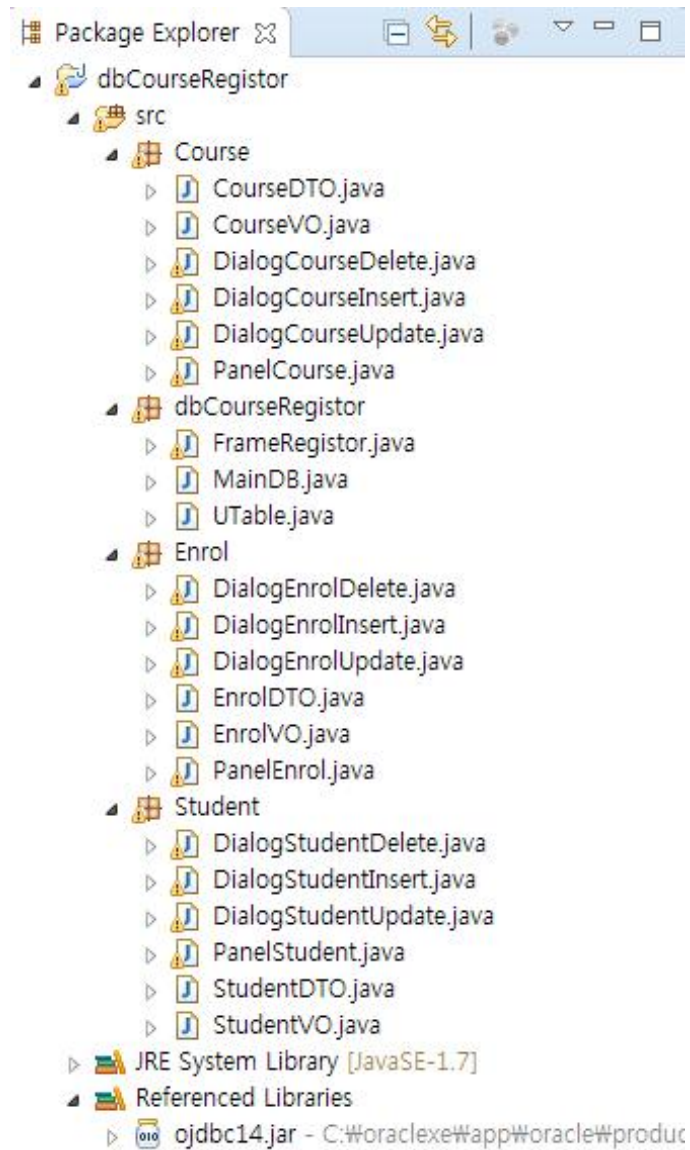 Package Explorer
dbCourseRegistor
src
Course
CourseDTO.java
CourseVO.java
DialogCourseDelete.java
DialogCourseInsert.java
DialogCourseUpdate.java
PanelCourse.java
dbCourseRegistor
FrameRegistor.java
MainDB.java
UTable.java
Enrol
DialogEnrolDelete.java
DialogEnrolInsert.java
DialogEnrolUpdate.java
EnrolDTO.java
EnrolVO.java
PanelEnrol.java
Student
DialogStudentDelete.java
DialogStudentInsert.java
DialogStudentUpdate.java
PanelStudent.java
StudentDTO.java
StudentVO.java
JRE System Library [JavaSE-1.7]
Referenced Libraries
ojdbc14.jar - C:₩oraclexe₩app₩oracle₩produc